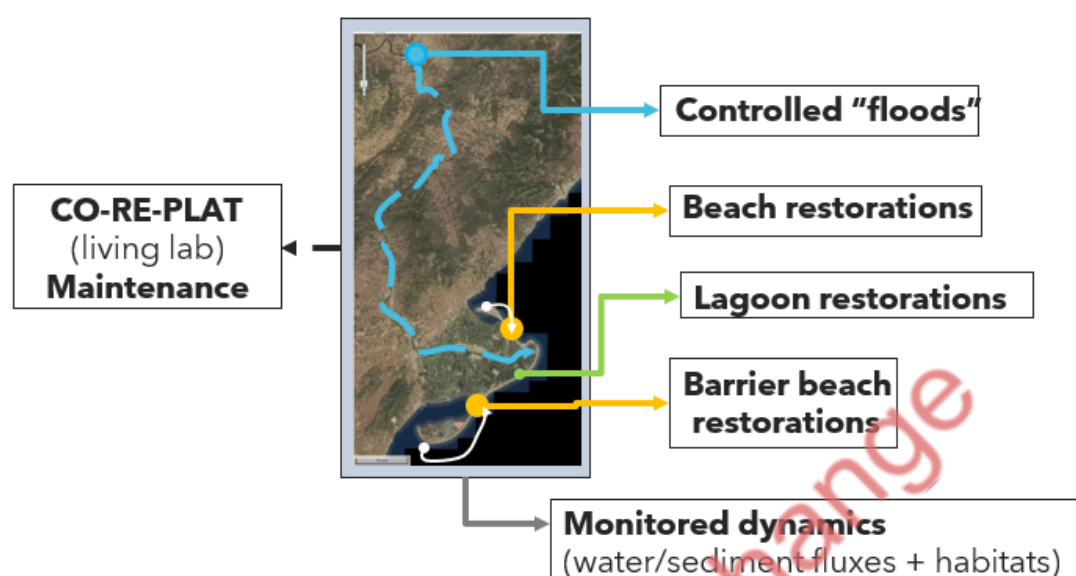 Controlled “floods”
Beach restorations
CO-RE-PLAT
(living lab)
Maintenance
Lagoon restorations
Barrier beach
restorations
Monitored dynamics
(water/sediment fluxes + habitats)
hange